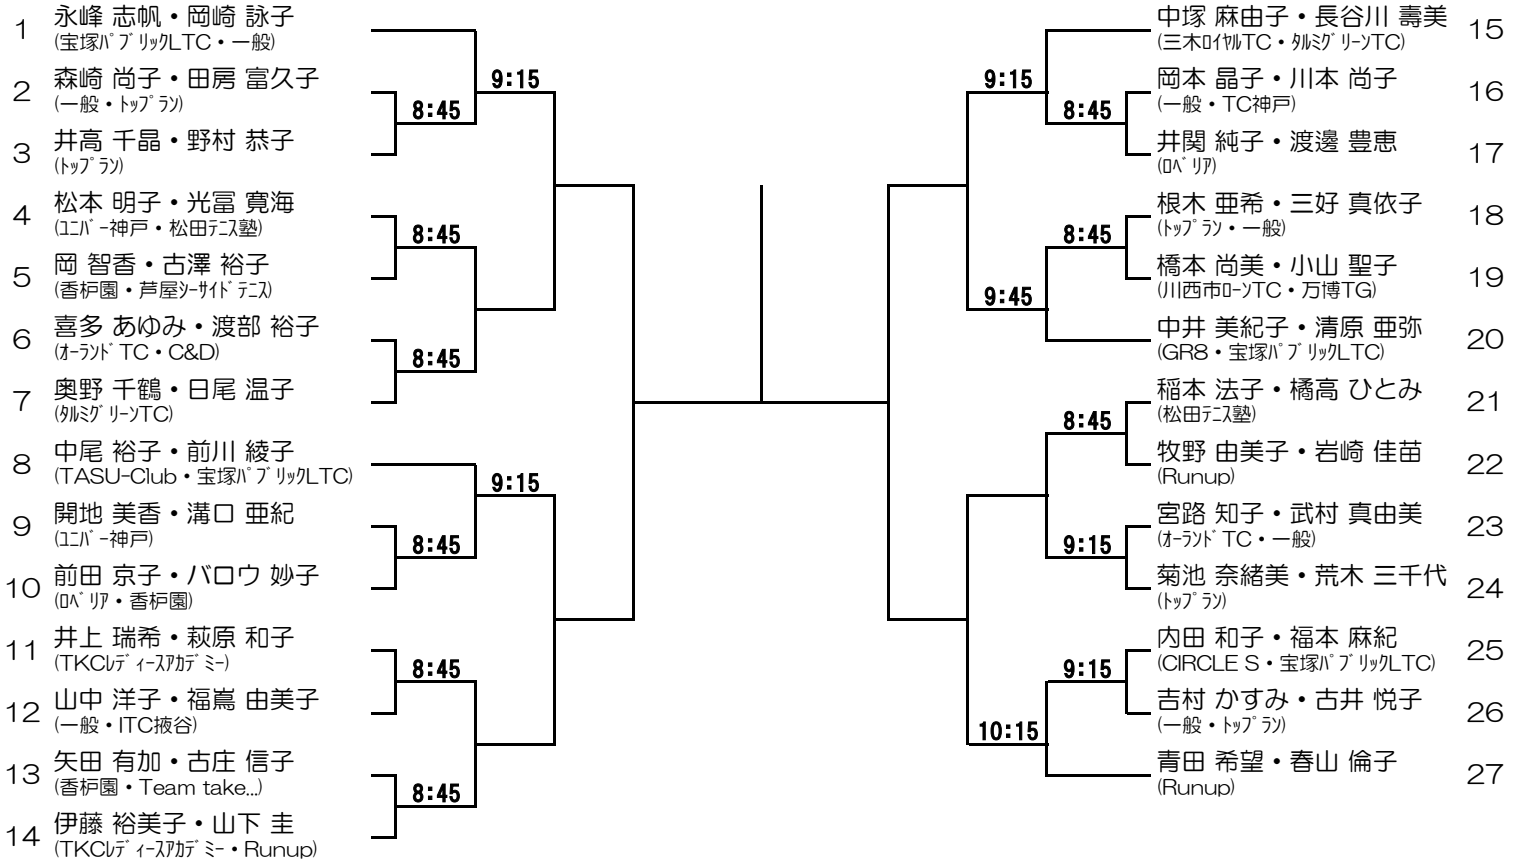 1 永峰 志帆・岡崎 詠子
(宝塚ﾊﾟﾌﾞﾘｯｸLTC・一般)
2 森崎 尚子・田房 富久子
(一般・ﾄｯﾌﾟﾗﾝ)
3 井高 千晶・野村 恭子
(ﾄｯﾌﾟﾗﾝ)
4 松本 明子・光冨 寛海
(ﾕﾆﾊﾞｰ神戸・松田ﾃﾆｽ塾)
5 岡 智香・古澤 裕子
(香枦園・芦屋ｼｰｻｲﾄﾞﾃﾆｽ)
6 喜多 あゆみ・渡部 裕子
(ｵｰﾗﾝﾄﾞTC・C&D)
7 奥野 千鶴・日尾 温子
(ﾀﾙﾐｸﾞﾘｰﾝTC)
8 中尾 裕子・前川 綾子
(TASU-Club・宝塚ﾊﾟﾌﾞﾘｯｸLTC)
9 開地 美香・溝口 亜紀
(ﾕﾆﾊﾞｰ神戸)
10 前田 京子・バロウ 妙子
(ﾛﾍﾞﾘｱ・香枦園)
11 井上 瑞希・萩原 和子
(TKCﾚﾃﾞｨｰｽｱｶﾃﾞﾐｰ)
12 山中 洋子・福嶌 由美子
(一般・ITC掖谷)
13 矢田 有加・古庄 信子
(香枦園・Team take...)
14 伊藤 裕美子・山下 圭
(TKCﾚﾃﾞｨｰｽｱｶﾃﾞﾐｰ・Runup)
9:15
8:45
8:45
8:45
9:15
8:45
8:45
8:45
9:15
8:45
8:45
9:45
8:45
9:15
9:15
10:15
中塚 麻由子・長谷川 壽美 15
(三木ﾛｲﾔﾙTC・ﾀﾙﾐｸﾞﾘｰﾝTC)
岡本 晶子・川本 尚子 16
(一般・TC神戸)
井関 純子・渡邊 豊恵 17
(ﾛﾍﾞﾘｱ)
根木 亜希・三好 真依子 18
(ﾄｯﾌﾟﾗﾝ・一般)
橋本 尚美・小山 聖子 19
(川西市ﾛｰﾝTC・万博TG)
中井 美紀子・清原 亜弥 20
(GR8・宝塚ﾊﾟﾌﾞﾘｯｸLTC)
稲本 法子・橘高 ひとみ 21
(松田ﾃﾆｽ塾)
牧野 由美子・岩崎 佳苗 22
(Runup)
宮路 知子・武村 真由美 23
(ｵｰﾗﾝﾄﾞTC・一般)
菊池 奈緒美・荒木 三千代 24
(ﾄｯﾌﾟﾗﾝ)
内田 和子・福本 麻紀 25
(CIRCLE S・宝塚ﾊﾟﾌﾞﾘｯｸLTC)
吉村 かすみ・古井 悦子 26
(一般・ﾄｯﾌﾟﾗﾝ)
青田 希望・春山 倫子 27
(Runup)